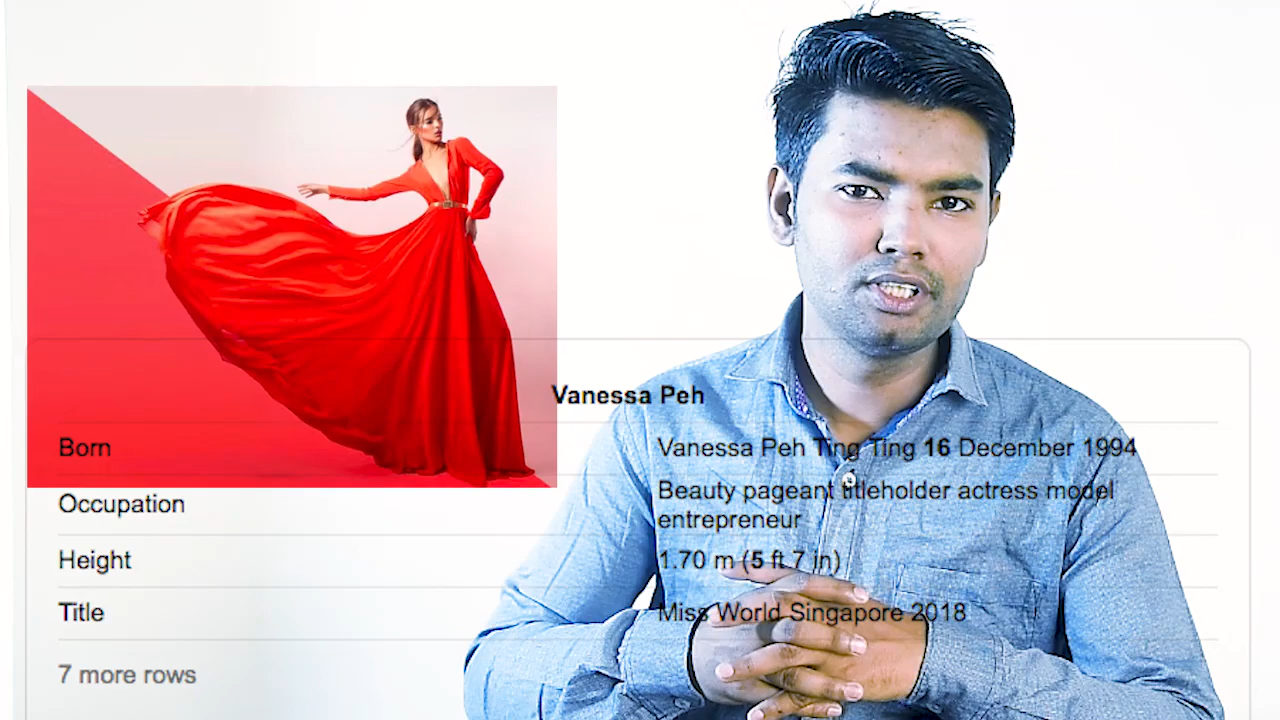 Vanessa Peh
Born Vanessa Peh Ting Ting 16 December 1994
Occupation Beauty pageant titleholder actress model
entrepreneur
Height 1.70 m (5 ft 7 in)
Title Miss World Singapore 2018
7 more rows